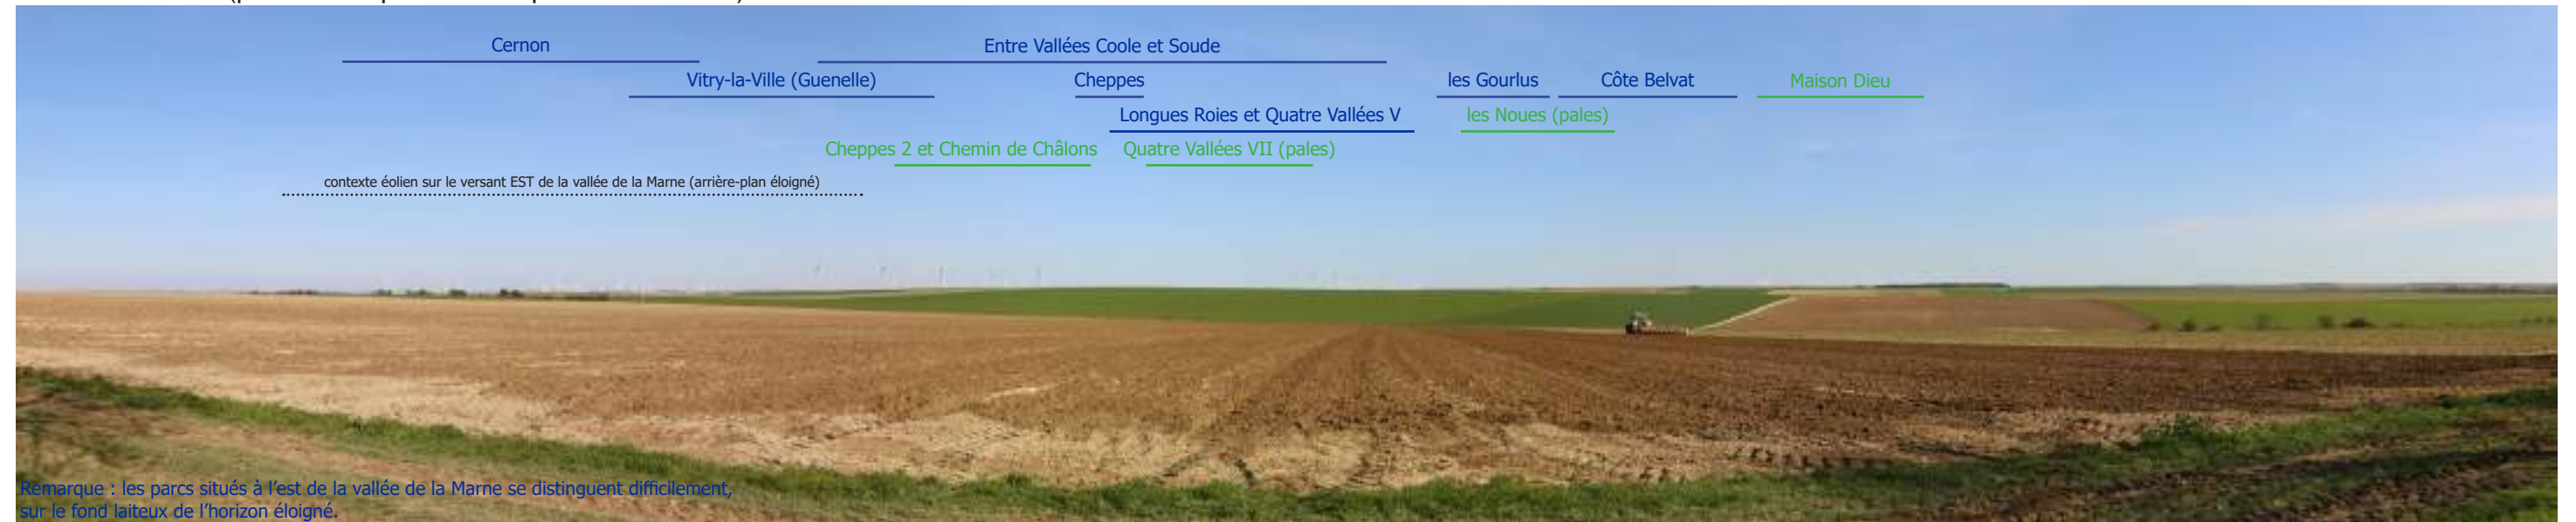 Cernon
Entre Vallées Coole et Soude
Vitry-la-Ville (Guenelle)
Cheppes
les Gourlus
Côte Belvat
Maison Dieu
Longues Roies et Quatre Vallées V
les Noues (pales)
Cheppes 2 et Chemin de Châlons
Quatre Vallées VII (pales)
contexte éolien sur le versant EST de la vallée de la Marne (arrière-plan éloigné)
Remarque : les parcs situés à l'est de la vallée de la Marne se distinguent difficilement,
sur le fond laiteux de l'horizon éloigné.